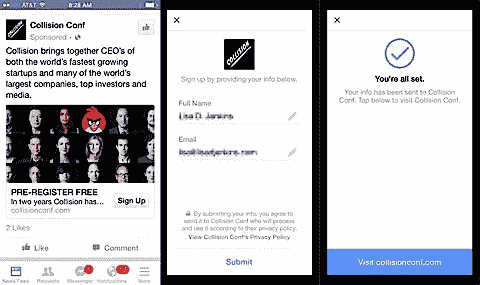 AT&T 8:28 AM
Collision Conf
Sponsored
Collision brings together CEO's of
both the world's fastest growing
startups and many of the world's
largest companies, top investors and
media.
PRE-REGISTER FREE
In two years Collision has...
collisionconf.com
Sign Up
2 Likes
Like
Comment
News Feed
Requests
Messenger
Notifications
More
COLLISION
Sign up by providing your info below.
Full Name
Lisa D. Jenkins
Email
By submitting your info, you agree to
send it to Collision Conf who will process
and use it according to their privacy policy.
View Collision Conf's Privacy Policy
Submit
You're all set.
Your info has been sent to Collision
Conf. Tap below to visit Collision Conf.
Visit collisionconf.com